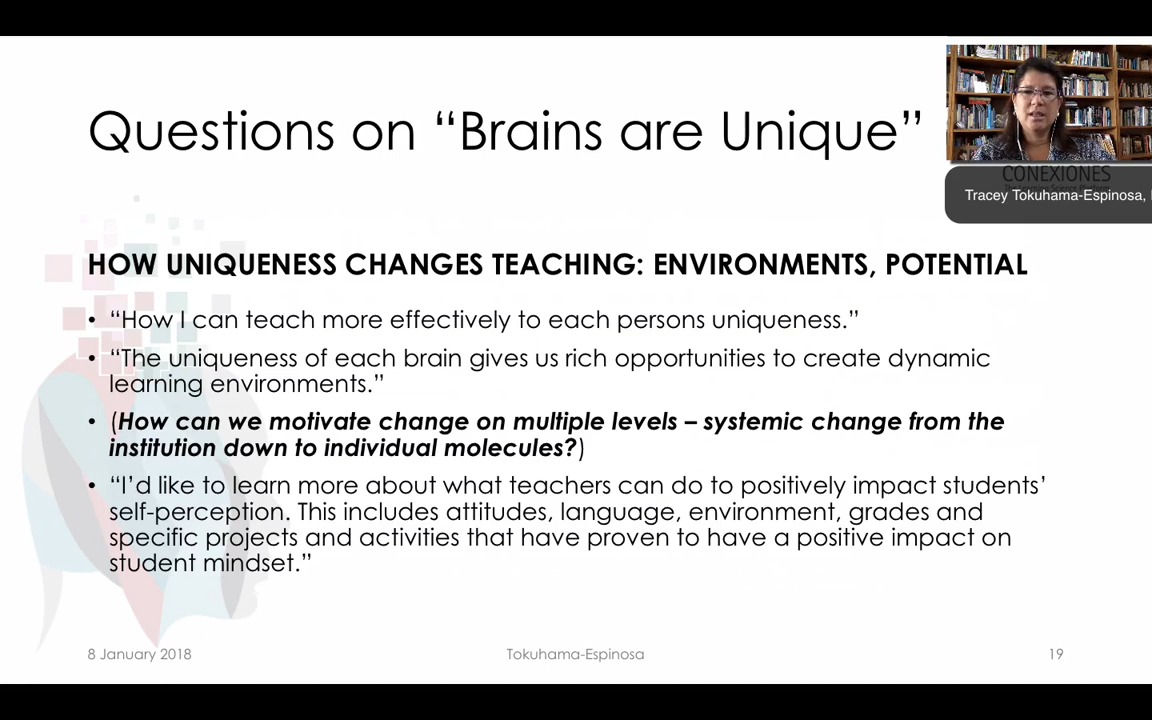 Questions on “Brains are Unique”
CONEXIONES
Tracey Tokuhama-Espinosa,
HOW UNIQUENESS CHANGES TEACHING: ENVIRONMENTS, POTENTIAL
• “How I can teach more effectively to each persons uniqueness.”
• “The uniqueness of each brain gives us rich opportunities to create dynamic
learning environments.”
• (How can we motivate change on multiple levels – systemic change from the
institution down to individual molecules?)
• “I’d like to learn more about what teachers can do to positively impact students’
self-perception. This includes attitudes, language, environment, grades and
specific projects and activities that have proven to have a positive impact on
student mindset.”
8 January 2018
Tokuhama-Espinosa
19